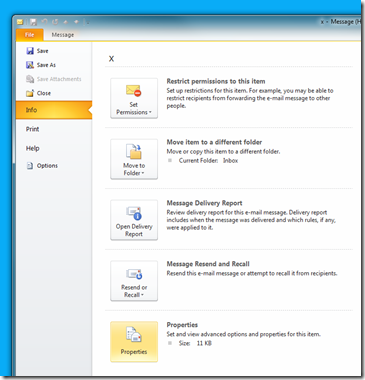 x - Message (H
File Message
Save
Save As
Save Attachments
Close
Info
Print
Help
Options
X
Set
Permissions
Restrict permissions to this item
Set up restrictions for this item. For example, you may be able to
restrict recipients from forwarding the e-mail message to other
people.
Move to
Folder
Move item to a different folder
Move or copy this item to a different folder.
Current Folder: Inbox
Open Delivery
Report
Message Delivery Report
Review delivery report for this e-mail message. Delivery report
includes when the message was delivered and which rules, if any,
were applied to it.
Resend or
Recall
Message Resend and Recall
Resend this e-mail message or attempt to recall it from recipients.
Properties
Properties
Set and view advanced options and properties for this item.
Size: 11 KB